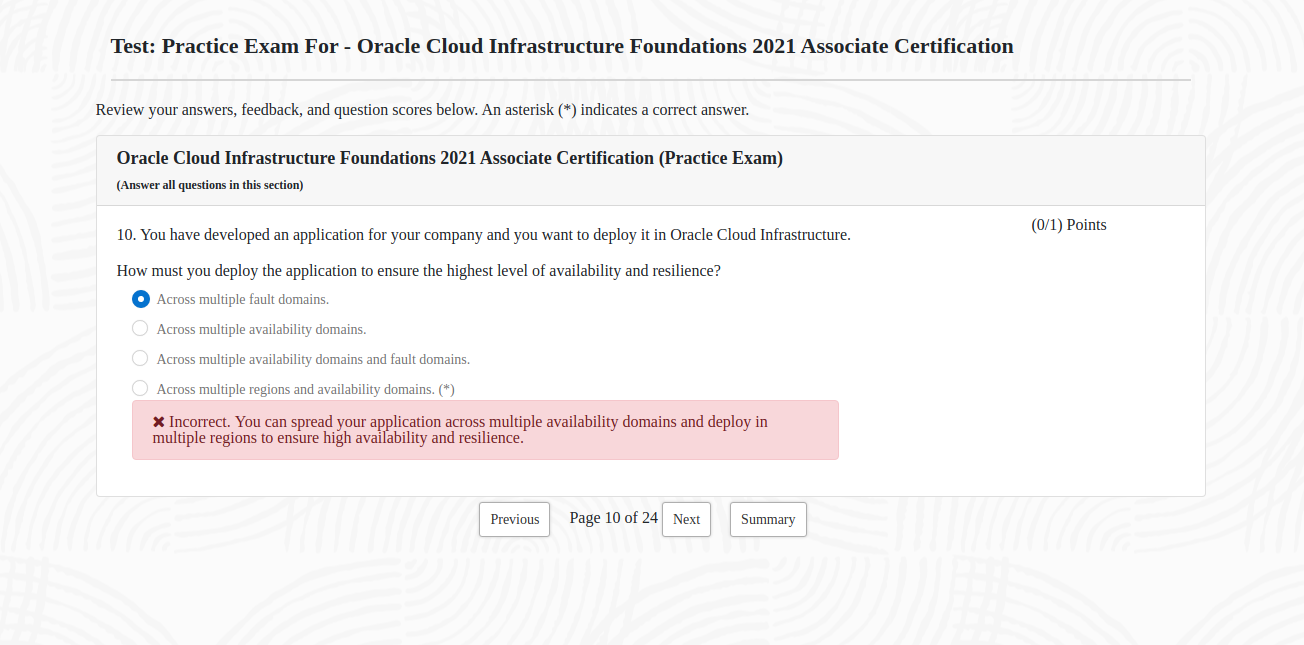 Test: Practice Exam For - Oracle Cloud Infrastructure Foundations 2021 Associate Certification
Review your answers, feedback, and question scores below. An asterisk (*) indicates a correct answer.
Oracle Cloud Infrastructure Foundations 2021 Associate Certification (Practice Exam)
(Answer all questions in this section)
(0/1) Points
10. You have developed an application for your company and you want to deploy it in Oracle Cloud Infrastructure.
How must you deploy the application to ensure the highest level of availability and resilience?
Across multiple fault domains.
Across multiple availability domains.
Across multiple availability domains and fault domains.
Across multiple regions and availability domains. (*)
✖ Incorrect. You can spread your application across multiple availability domains and deploy in
multiple regions to ensure high availability and resilience.
Previous Page 10 of 24 Next Summary